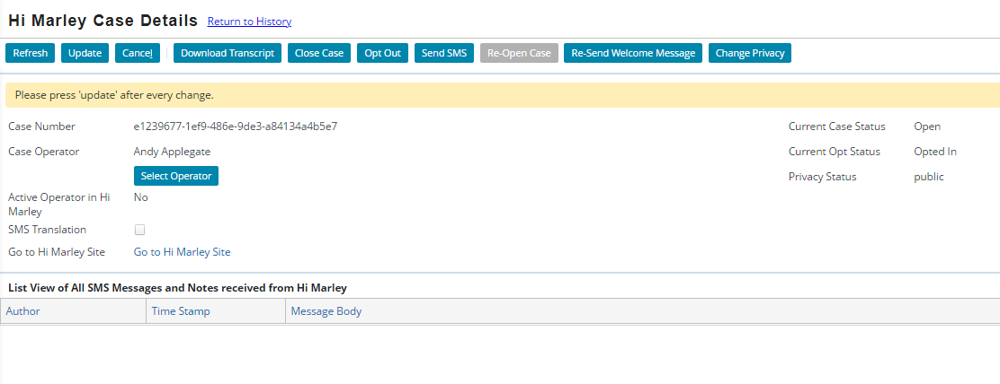 Hi Marley Case Details Return to History
Refresh Update Cancel Download Transcript Close Case Opt Out Send SMS Re-Open Case Re-Send Welcome Message Change Privacy
Please press 'update' after every change.
Case Number e1239677-1ef9-486e-9de3-a84134a4b5e7 Current Case Status Open
Case Operator Andy Applegate Current Opt Status Opted In
Select Operator Privacy Status public
Active Operator in Hi No
Marley
SMS Translation
Go to Hi Marley Site Go to Hi Marley Site
List View of All SMS Messages and Notes received from Hi Marley
Author Time Stamp Message Body